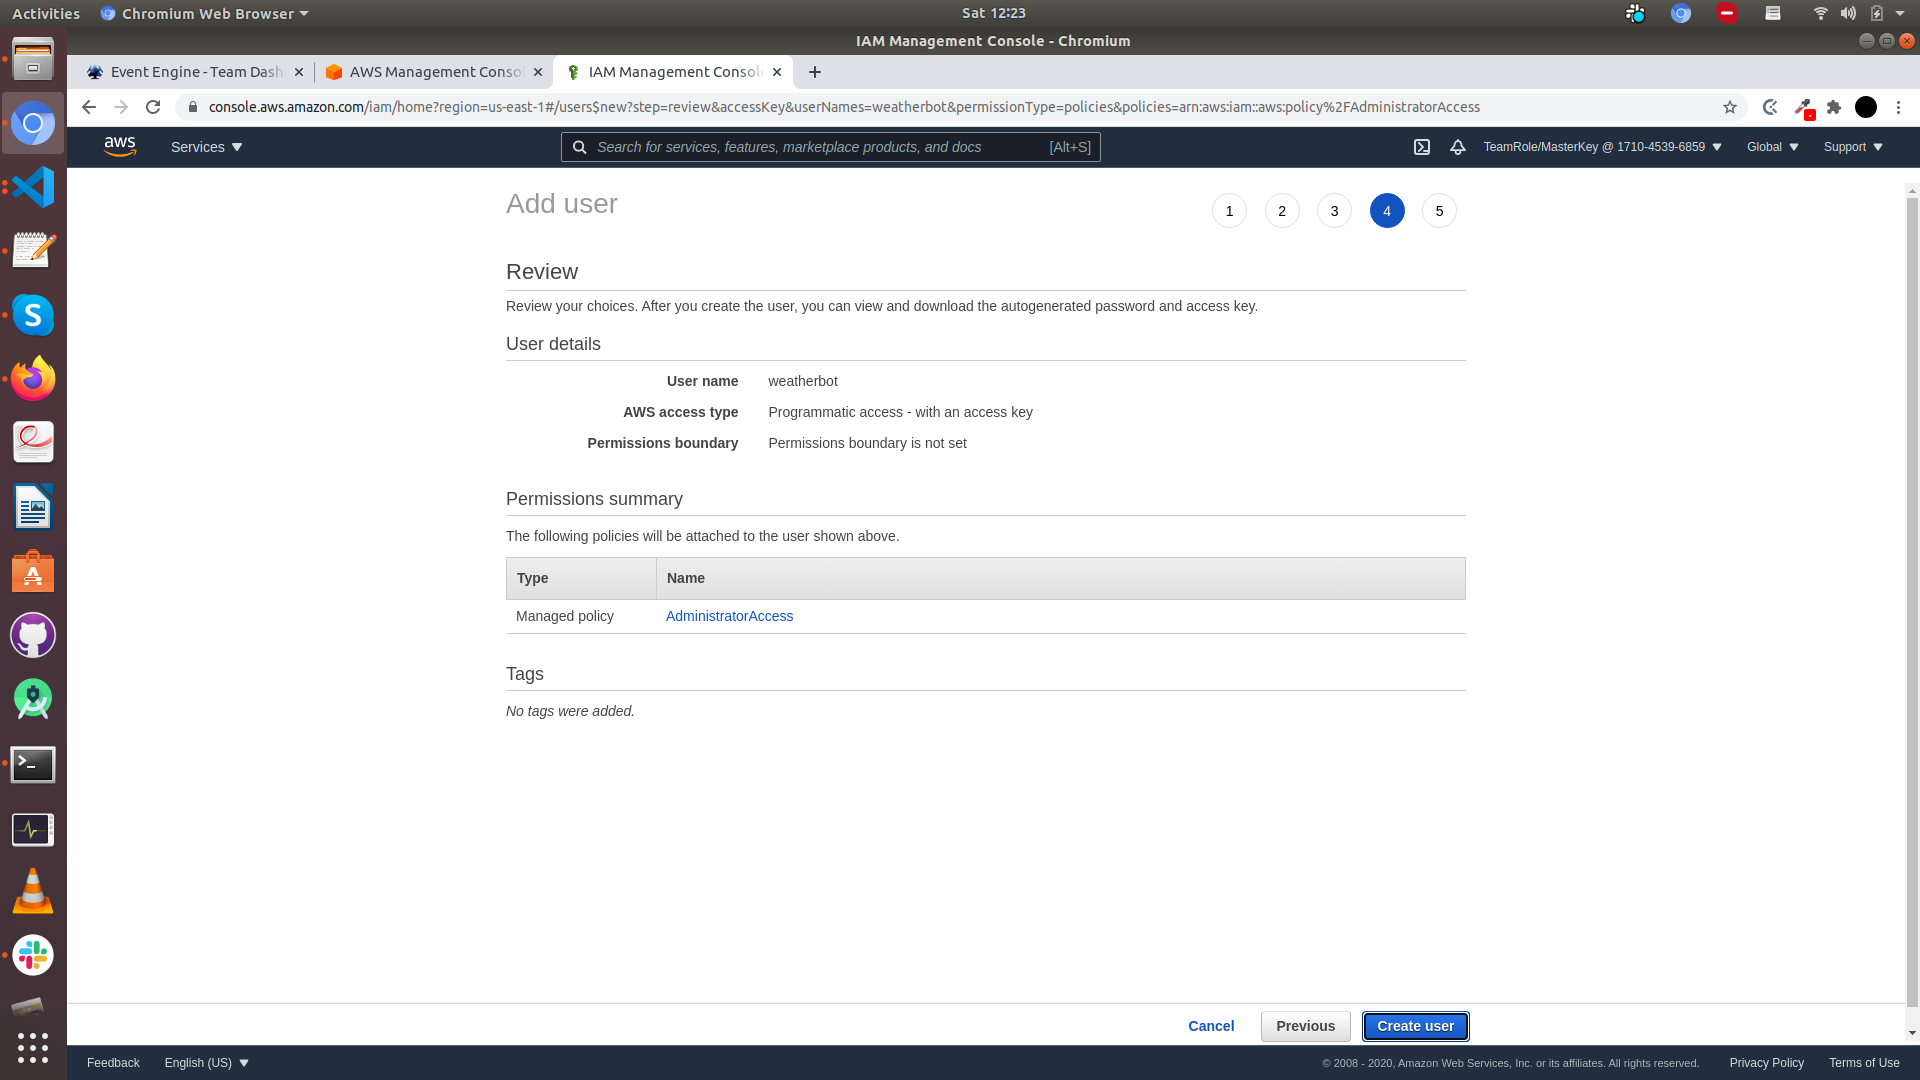 Activities
Chromium Web Browser
Sat 12:23
IAM Management Console - Chromium
Event Engine - Team Dash
AWS Management Conso
IAM Management Consol
console.aws.amazon.com/iam/home?region=us-east-1#/users$new?step=review&accessKey&userNames=weatherbot&permissionType=policies&policies=arn:aws:iam::aws:policy%2FAdministratorAccess
aws
Services
Search for services, features, marketplace products, and docs
[Alt+S]
TeamRole/MasterKey @ 1710-4539-6859
Global
Support
Add user
1
2
3
4
5
Review
Review your choices. After you create the user, you can view and download the autogenerated password and access key.
User details
User name weatherbot
AWS access type Programmatic access - with an access key
Permissions boundary Permissions boundary is not set
Permissions summary
The following policies will be attached to the user shown above.
Type Name
Managed policy AdministratorAccess
Tags
No tags were added.
Cancel
Previous
Create user
Feedback
English (US)
© 2008 - 2020, Amazon Web Services, Inc. or its affiliates. All rights reserved.
Privacy Policy
Terms of Use